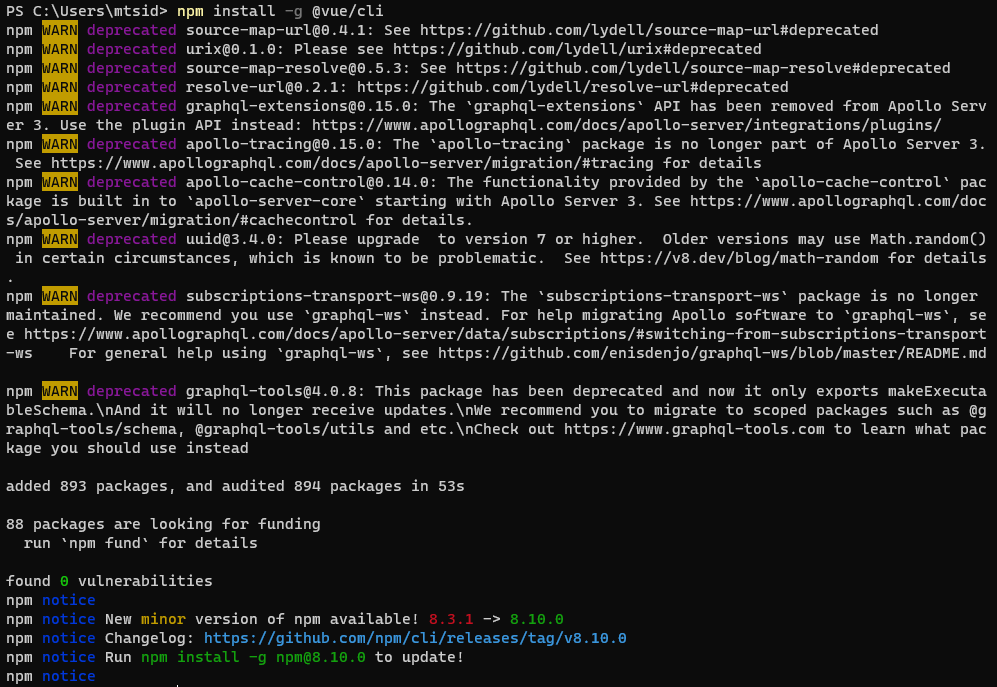 PS C:\Users\mtsid> npm install -g @vue/cli
npm WARN deprecated source-map-url@0.4.1: See https://github.com/lydell/source-map-url#deprecated
npm WARN deprecated urix@0.1.0: Please see https://github.com/lydell/urix#deprecated
npm WARN deprecated source-map-resolve@0.5.3: See https://github.com/lydell/source-map-resolve#deprecated
npm WARN deprecated resolve-url@0.2.1: https://github.com/lydell/resolve-url#deprecated
npm WARN deprecated graphql-extensions@0.15.0: The `graphql-extensions` API has been removed from Apollo Serv
er 3. Use the plugin API instead: https://www.apollographql.com/docs/apollo-server/integrations/plugins/
npm WARN deprecated apollo-tracing@0.15.0: The `apollo-tracing` package is no longer part of Apollo Server 3.
 See https://www.apollographql.com/docs/apollo-server/migration/#tracing for details
npm WARN deprecated apollo-cache-control@0.14.0: The functionality provided by the `apollo-cache-control` pac
kage is built in to `apollo-server-core` starting with Apollo Server 3. See https://www.apollographql.com/doc
s/apollo-server/migration/#cachecontrol for details.
npm WARN deprecated uuid@3.4.0: Please upgrade  to version 7 or higher.  Older versions may use Math.random()
 in certain circumstances, which is known to be problematic.  See https://v8.dev/blog/math-random for details
.
npm WARN deprecated subscriptions-transport-ws@0.9.19: The `subscriptions-transport-ws` package is no longer
maintained. We recommend you use `graphql-ws` instead. For help migrating Apollo software to `graphql-ws`, se
e https://www.apollographql.com/docs/apollo-server/data/subscriptions/#switching-from-subscriptions-transport
-ws    For general help using `graphql-ws`, see https://github.com/enisdenjo/graphql-ws/blob/master/README.md
npm WARN deprecated graphql-tools@4.0.8: This package has been deprecated and now it only exports makeExecuta
bleSchema.\nAnd it will no longer receive updates.\nWe recommend you to migrate to scoped packages such as @g
raphql-tools/schema, @graphql-tools/utils and etc.\nCheck out https://www.graphql-tools.com to learn what pac
kage you should use instead
added 893 packages, and audited 894 packages in 53s
88 packages are looking for funding
  run `npm fund` for details
found 0 vulnerabilities
npm notice
npm notice New minor version of npm available! 8.3.1 -> 8.10.0
npm notice Changelog: https://github.com/npm/cli/releases/tag/v8.10.0
npm notice Run npm install -g npm@8.10.0 to update!
npm notice